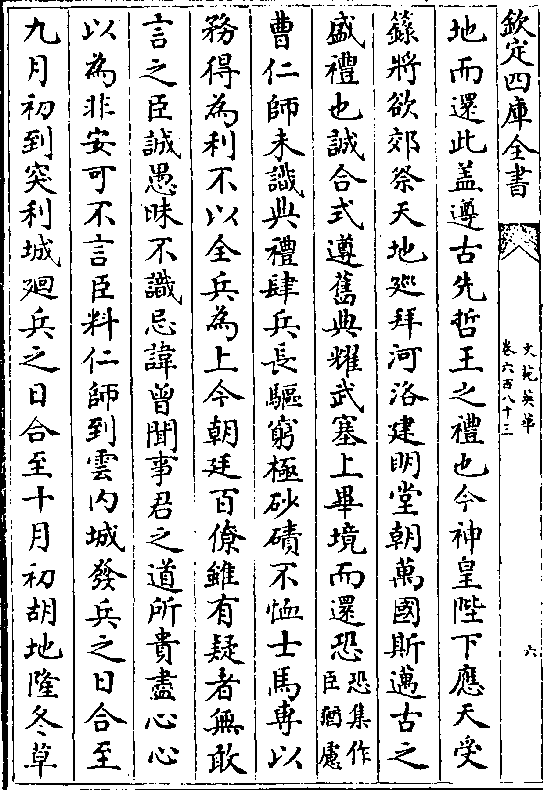 欽定四庫全書
文苑英華
卷六百八十三
六
地而還此盖遵古先哲王之禮也今神皇陛下應天受
籙將欲郊祭天地廵拜河洛建明堂朝萬國斯邁古之
盛禮也誠合式遵舊典耀武塞上畢境而還恐恐集作臣猶慮
曹仁師未識典禮肆兵長驅窮極砂磧不恤士馬専以
務得為利不以全兵為上今朝廷百僚雖有疑者無敢
言之臣誠愚昧不識忌諱曾聞事君之道所貴盡心心
以為非安可不言臣料仁師到雲内城發兵之日合至
九月初到突利城廻兵之日合至十月初胡地隆冬草